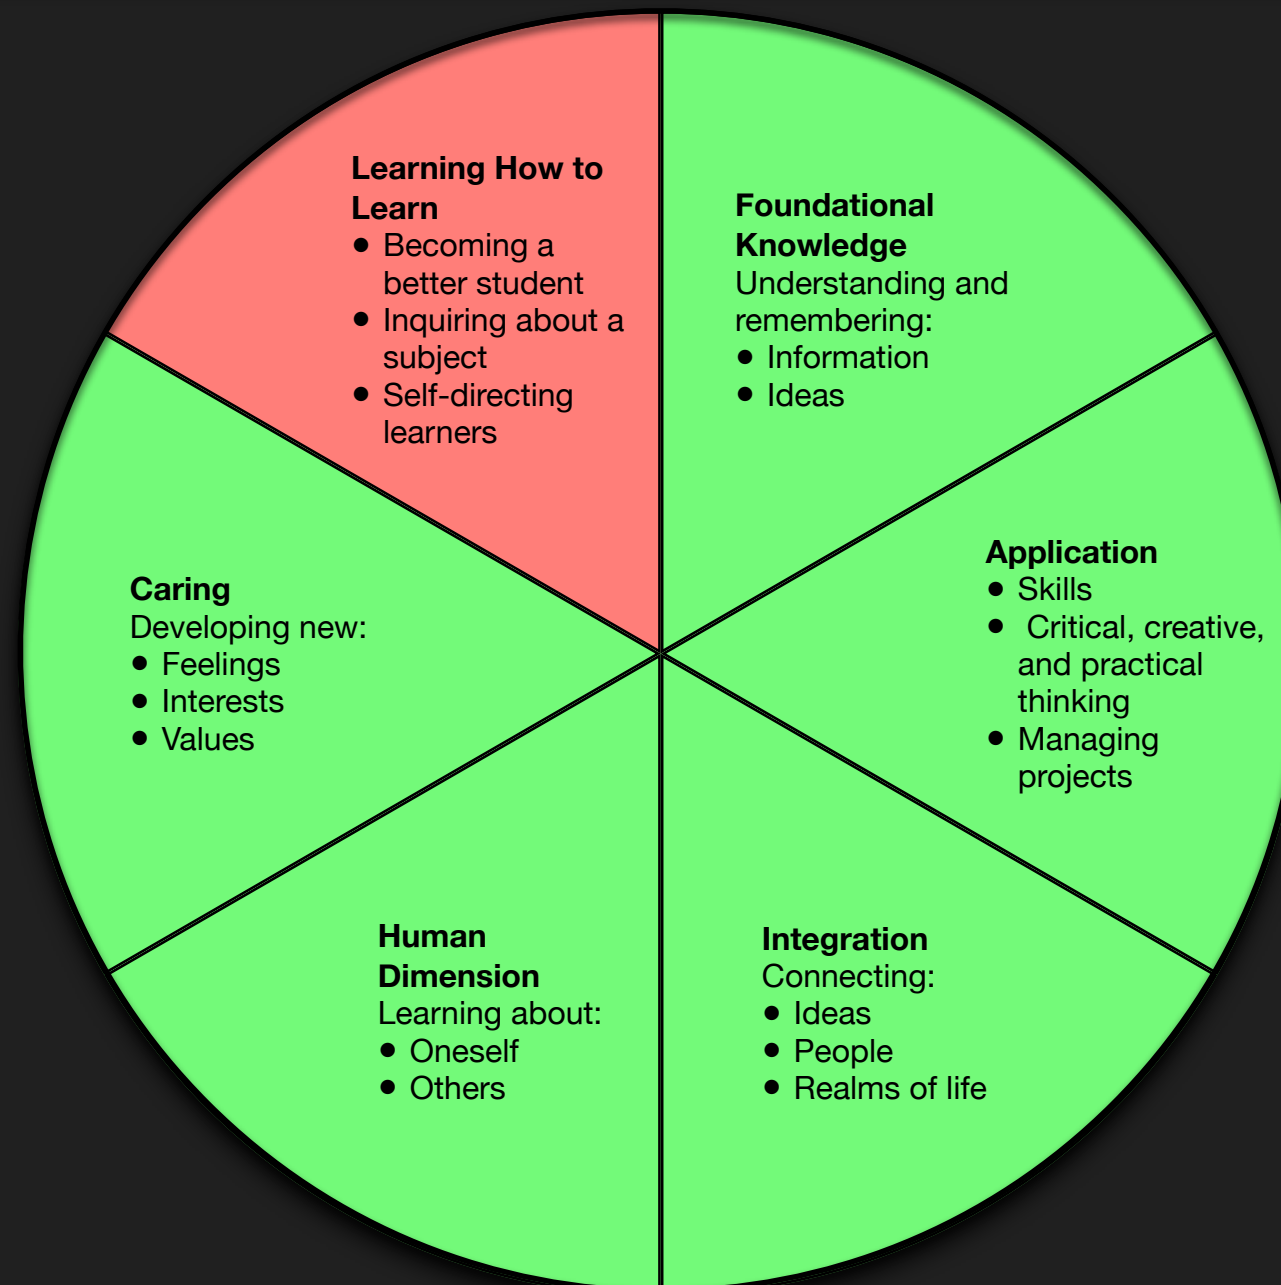 Learning How to
Learn
● Becoming a
better student
● Inquiring about a
subject
● Self-directing
learners
Foundational
Knowledge
Understanding and
remembering:
● Information
● Ideas
Application
● Skills
● Critical, creative,
and practical
thinking
● Managing
projects
Integration
Connecting:
● Ideas
● People
● Realms of life
Human
Dimension
Learning about:
● Oneself
● Others
Caring
Developing new:
● Feelings
● Interests
● Values